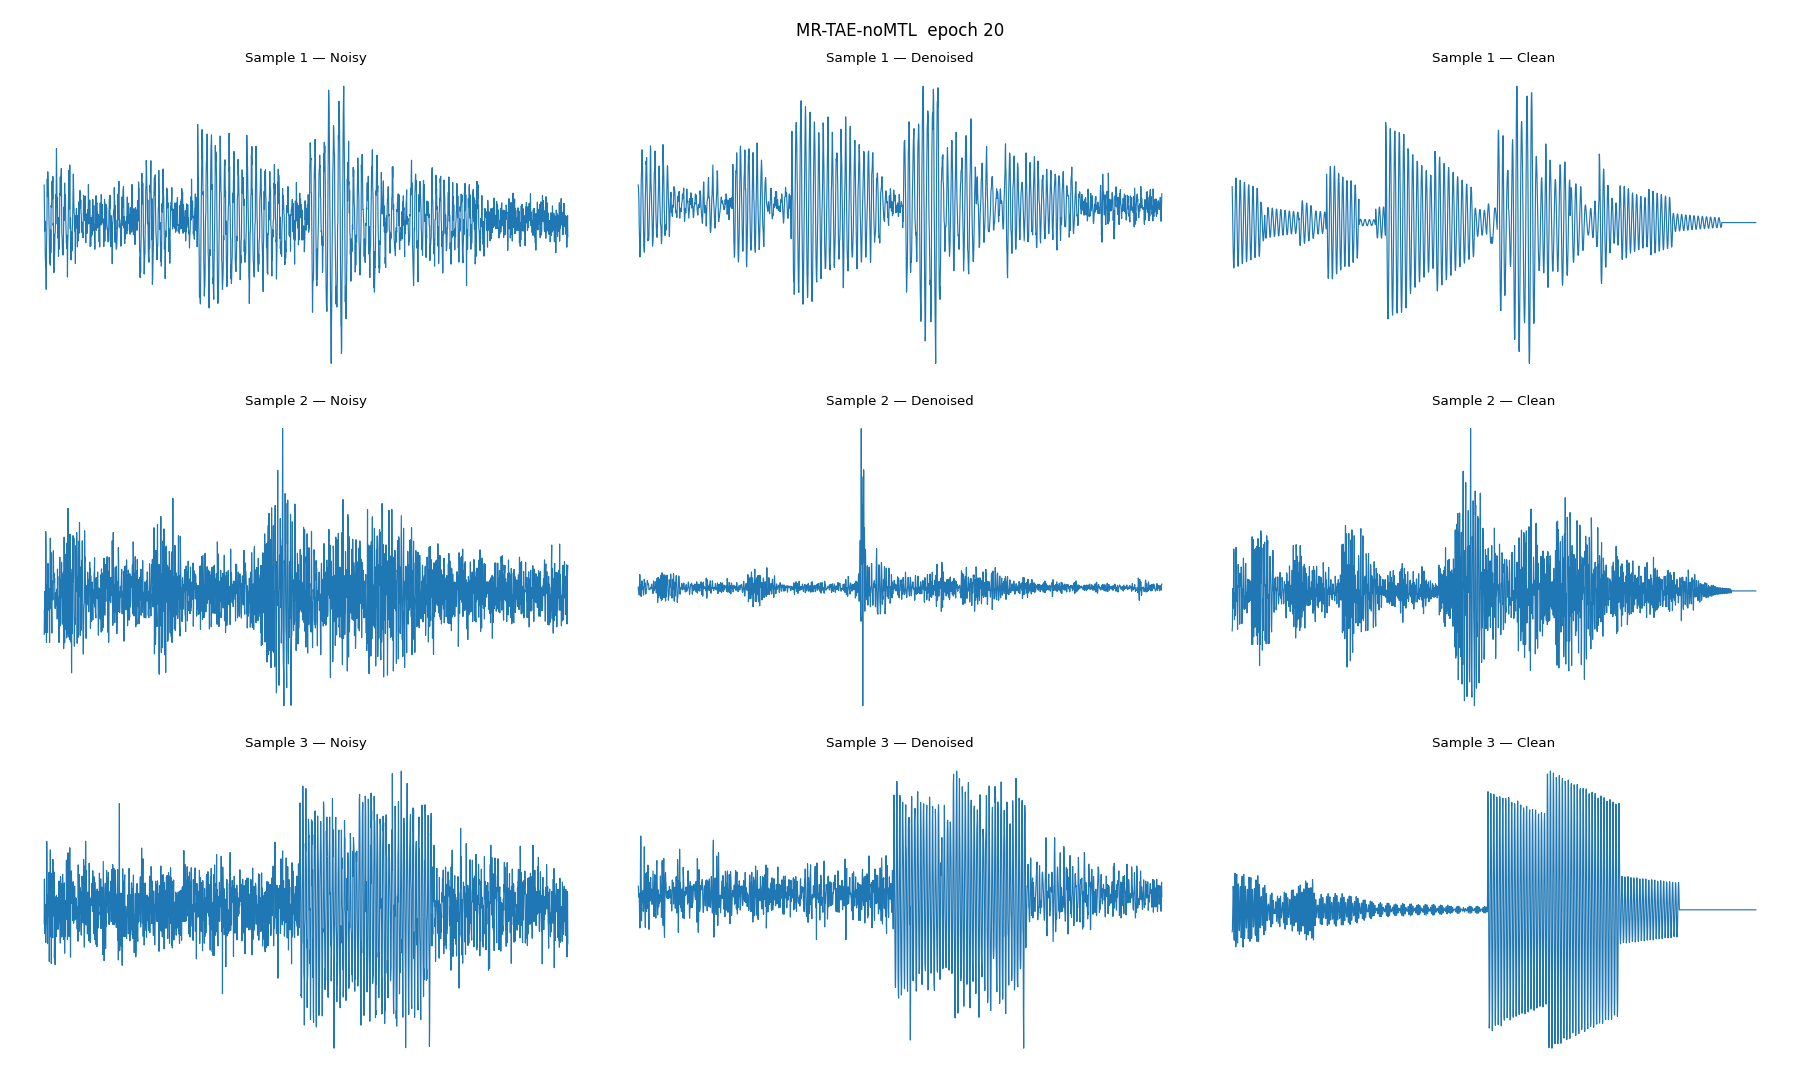 MR-TAE-noMTL  epoch 20
Sample 1 — Noisy
Sample 1 — Denoised
Sample 1 — Clean
Sample 2 — Noisy
Sample 2 — Denoised
Sample 2 — Clean
Sample 3 — Noisy
Sample 3 — Denoised
Sample 3 — Clean